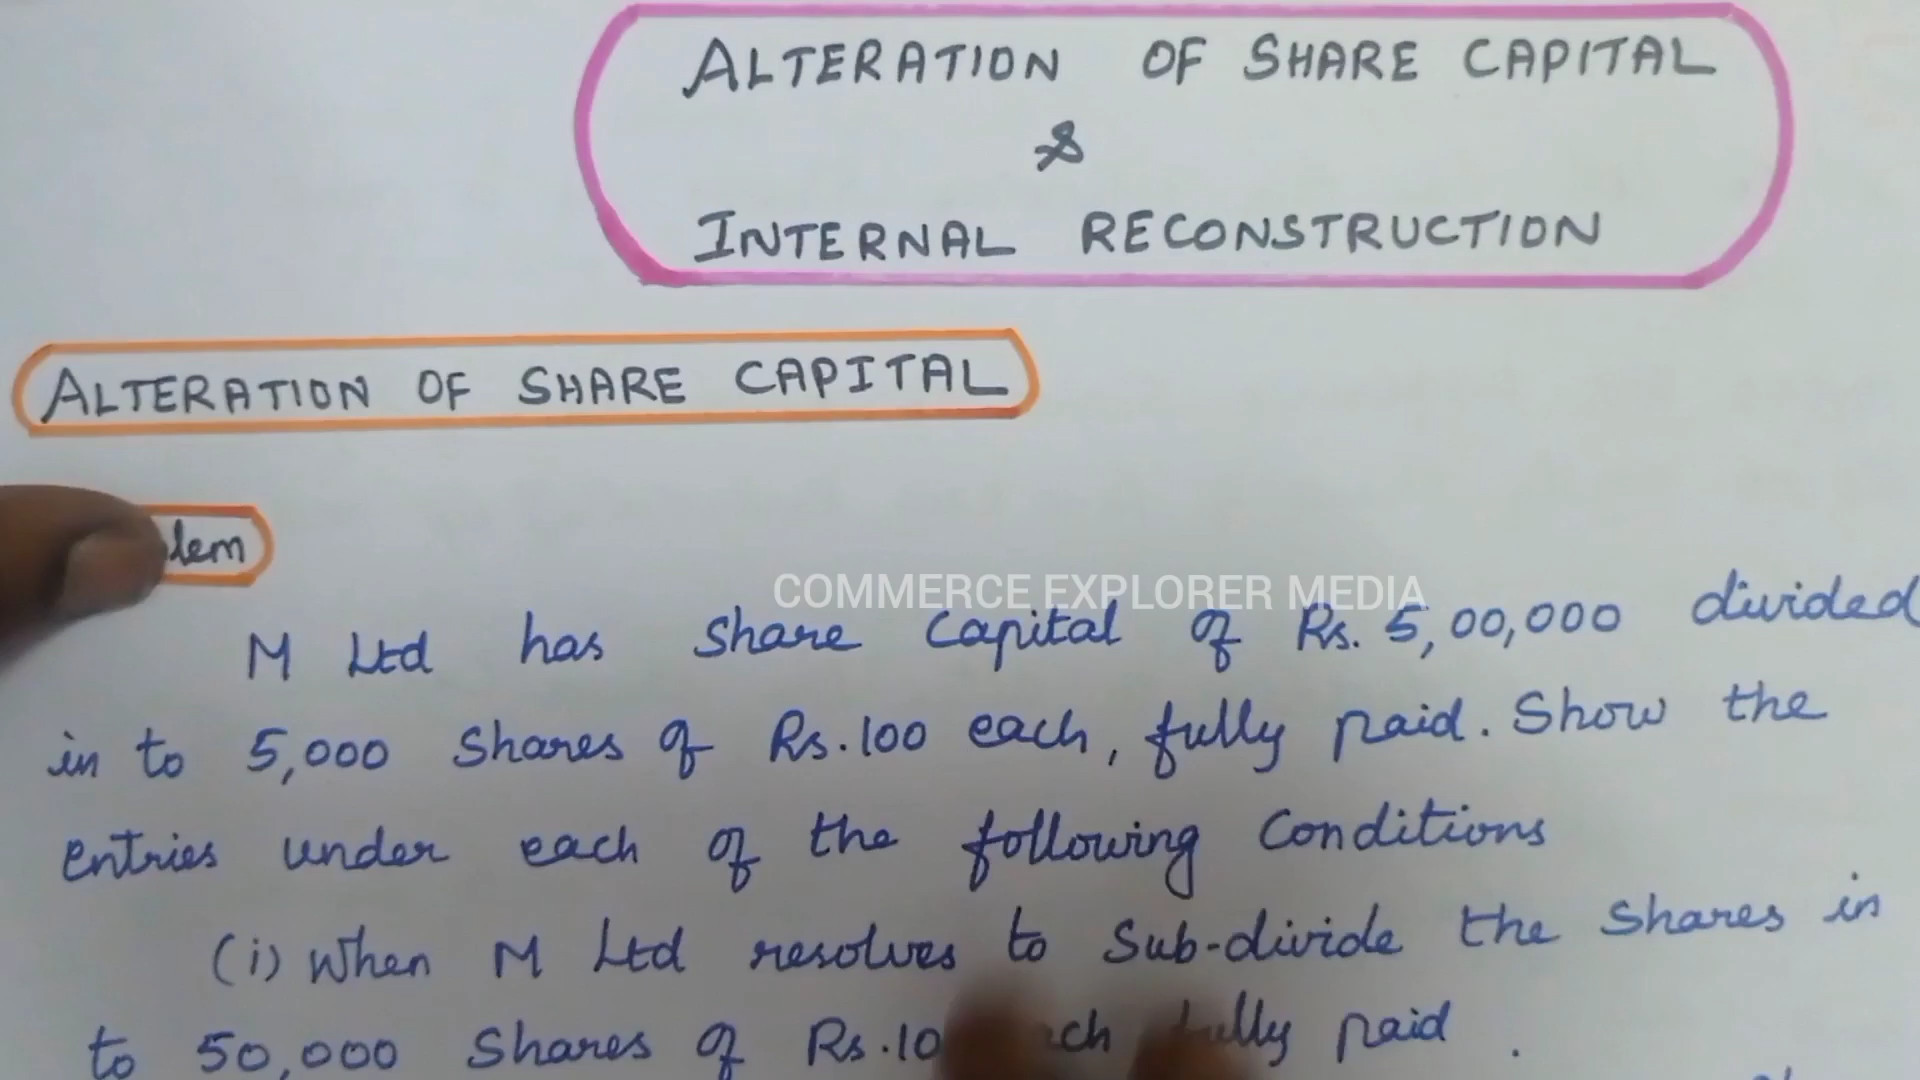 ALTERATION OF SHARE CAPITAL
&
INTERNAL RECONSTRUCTION
ALTERATION OF SHARE CAPITAL
lem
COMMERCE EXPLORER MEDIA
M Ltd has Share Capital of Rs. 5,00,000 divided
in to 5,000 Shares of Rs.100 each, fully paid. Show the
entries under each of the following Conditions
(i) When M Ltd resolves to Sub-divide the Shares in
to 50,000 Shares of Rs.10 each fully paid.